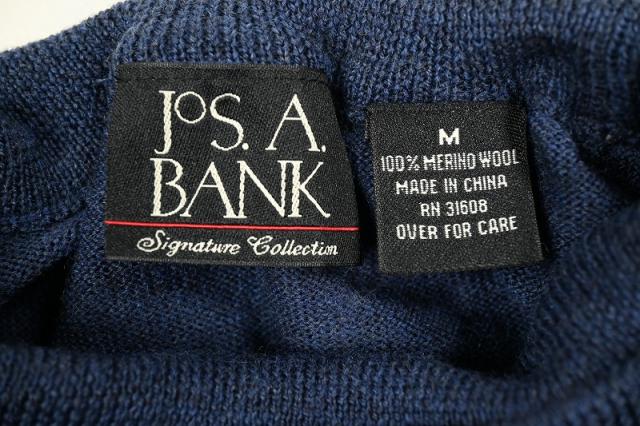 JOS. A.
BANK
Signature Collection
M
100% MERINO WOOL
MADE IN CHINA
RN 31608
OVER FOR CARE